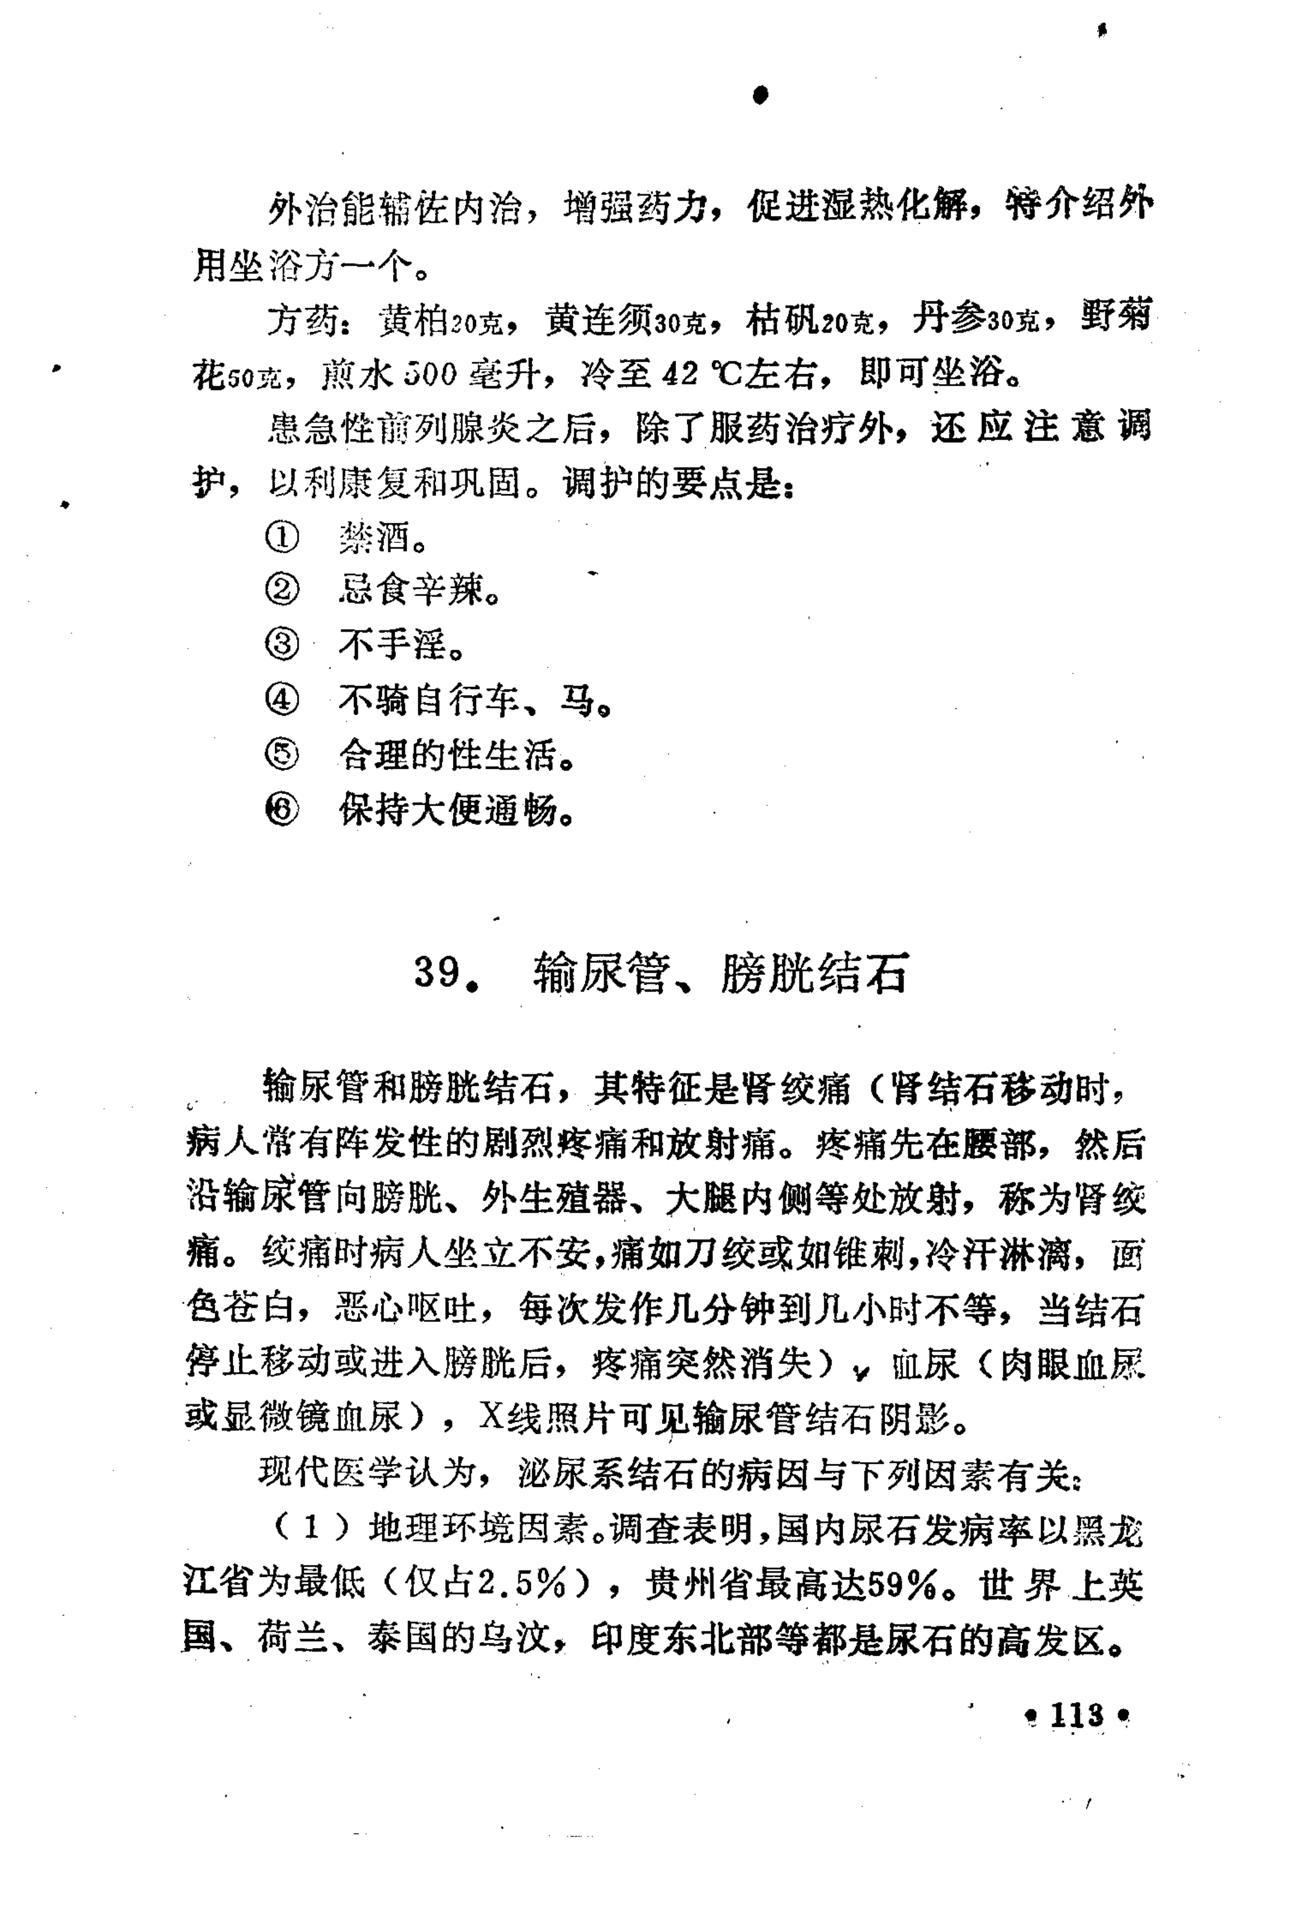 外治能辅佐内治，增强药力，促进湿热化解，特介绍外
用坐浴方一个。
方药：黄柏20克，黄连须30克，枯矾20克，丹参30克，野菊
花50克，煎水500毫升，冷至42℃左右，即可坐浴。
患急性前列腺炎之后，除了服药治疗外，还应注意调
护，以利康复和巩固。调护的要点是：
① 禁酒。
② 忌食辛辣。
③ 不手淫。
④ 不骑自行车、马。
⑤ 合理的性生活。
⑥ 保持大便通畅。
39. 输尿管、膀胱结石
输尿管和膀胱结石，其特征是肾绞痛（肾结石移动时，
病人常有阵发性的剧烈疼痛和放射痛。疼痛先在腰部，然后
沿输尿管向膀胱、外生殖器、大腿内侧等处放射，称为肾绞
痛。绞痛时病人坐立不安，痛如刀绞或如锥刺，冷汗淋漓，面
色苍白，恶心呕吐，每次发作几分钟到几小时不等，当结石
停止移动或进入膀胱后，疼痛突然消失），血尿（肉眼血尿
或显微镜血尿），X线照片可见输尿管结石阴影。
现代医学认为，泌尿系结石的病因与下列因素有关：
（1）地理环境因素。调查表明，国内尿石发病率以黑龙
江省为最低（仅占2.5%），贵州省最高达59%。世界上英
国、荷兰、泰国的乌汶，印度东北部等都是尿石的高发区。
•113•